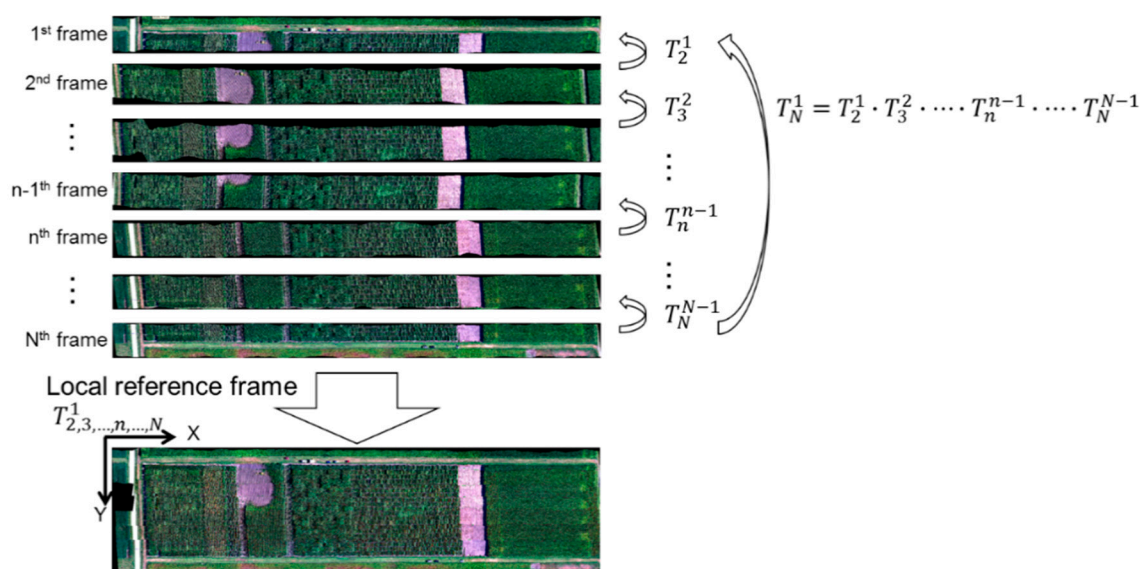 1st frame
2nd frame
⋮
n-1th frame
nth frame
⋮
Nth frame
T_2^1
T_3^2
⋮
T_n^{n-1}
⋮
T_N^{N-1}
T_N^1 = T_2^1 · T_3^2 · ⋯ · T_n^{n-1} · ⋯ · T_N^{N-1}
Local reference frame
T_{2,3,…,n,…,N}^1
X
Y